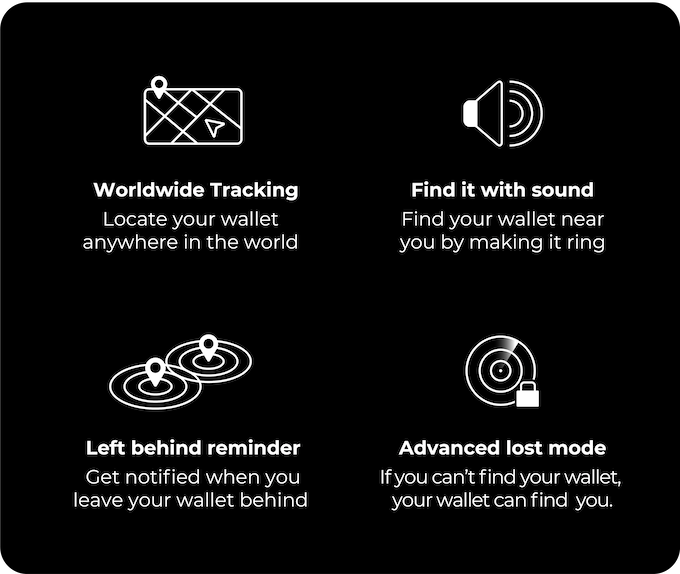 Worldwide Tracking
Locate your wallet
anywhere in the world
Find it with sound
Find your wallet near
you by making it ring
Left behind reminder
Get notified when you
leave your wallet behind
Advanced lost mode
If you can’t find your wallet,
your wallet can find you.